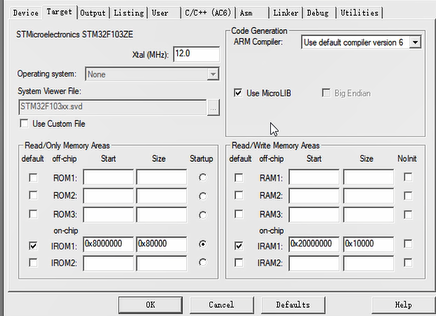 Device Target Output Listing User C/C++ (AC6) Asm Linker Debug Utilities
STMicroelectronics STM32F103ZE
Xtal (MHz): 12.0
Operating system: None
System Viewer File:
STM32F103xx.svd ...
Use Custom File
Code Generation
ARM Compiler: Use default compiler version 6
Use MicroLIB Big Endian
Read/Only Memory Areas
default off-chip Start Size Startup
ROM1:
ROM2:
ROM3:
on-chip
IROM1: 0x8000000 0x80000
IROM2:
Read/Write Memory Areas
default off-chip Start Size NoInit
RAM1:
RAM2:
RAM3:
on-chip
IRAM1: 0x20000000 0x10000
IRAM2:
OK Cancel Defaults Help